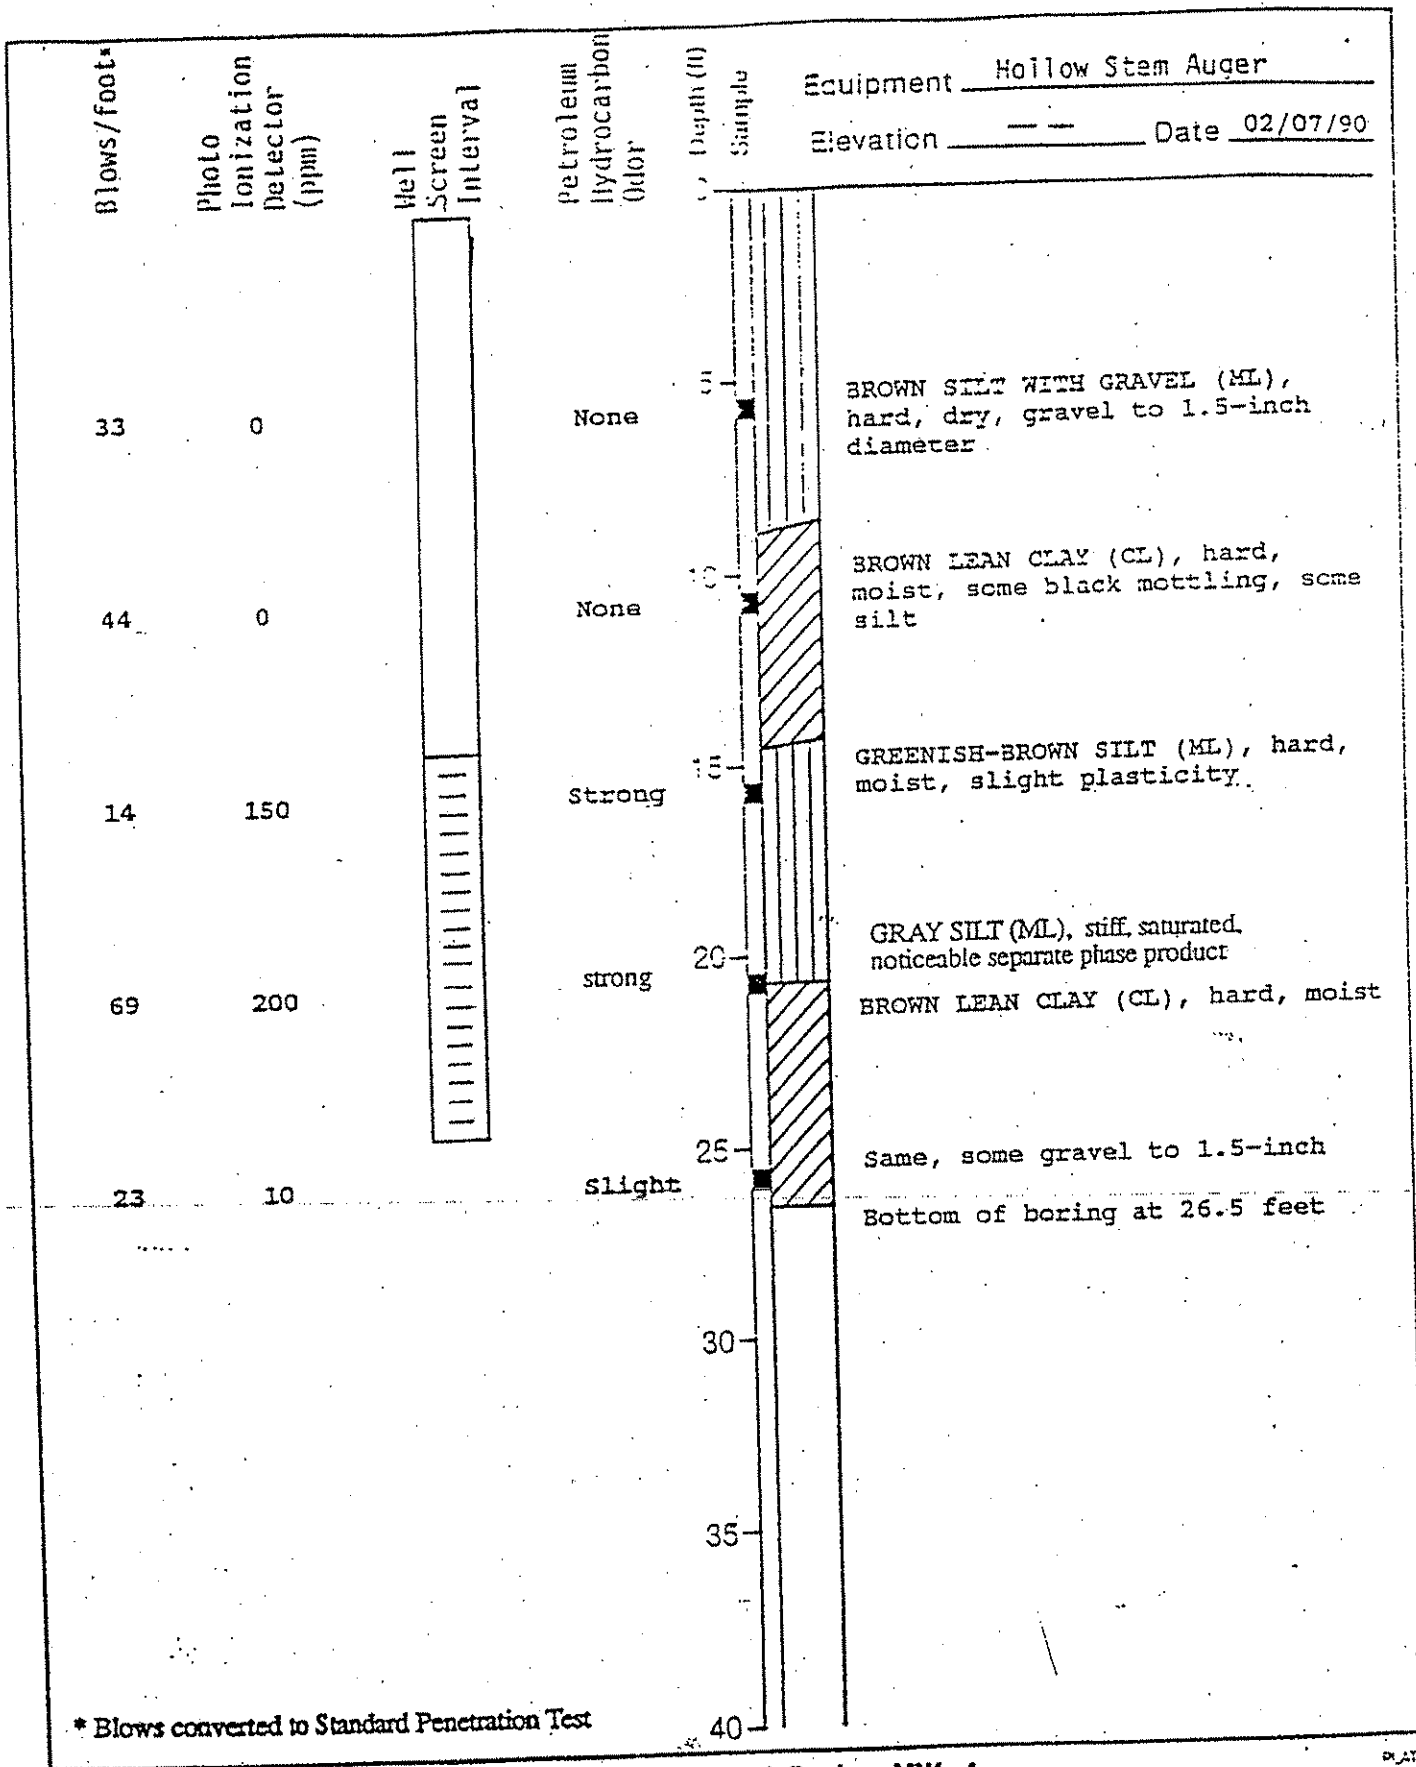 Equipment Hollow Stem Auger
Elevation -- Date 02/07/90
Blows/foot*
Photo
Ionization
Detector
(ppm)
Well
Screen
Interval
Petroleum
Hydrocarbon
Odor
Depth (ft)
Sample
5
BROWN SILT WITH GRAVEL (ML),
33 0 None hard, dry, gravel to 1.5-inch
diameter
BROWN LEAN CLAY (CL), hard,
10 moist, some black mottling, some
44 0 None silt
GREENISH-BROWN SILT (ML), hard,
15 moist, slight plasticity.
14 150 Strong
GRAY SILT (ML), stiff, saturated,
20 noticeable separate phase product
69 200 strong BROWN LEAN CLAY (CL), hard, moist
25 Same, some gravel to 1.5-inch
23 10 Slight
Bottom of boring at 26.5 feet
30
35
40
* Blows converted to Standard Penetration Test